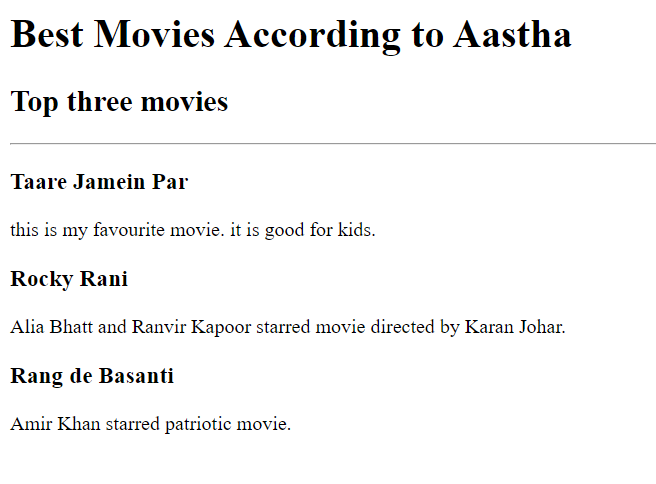 Best Movies According to Aastha
Top three movies
Taare Jamein Par
this is my favourite movie. it is good for kids.
Rocky Rani
Alia Bhatt and Ranvir Kapoor starred movie directed by Karan Johar.
Rang de Basanti
Amir Khan starred patriotic movie.